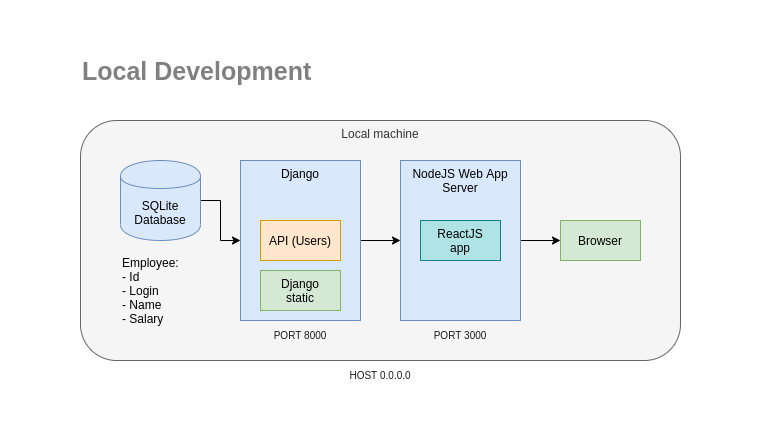 Local Development
Local machine
SQLite
Database
Employee:
- Id
- Login
- Name
- Salary
Django
API (Users)
Django
static
PORT 8000
NodeJS Web App
Server
ReactJS
app
PORT 3000
Browser
HOST 0.0.0.0